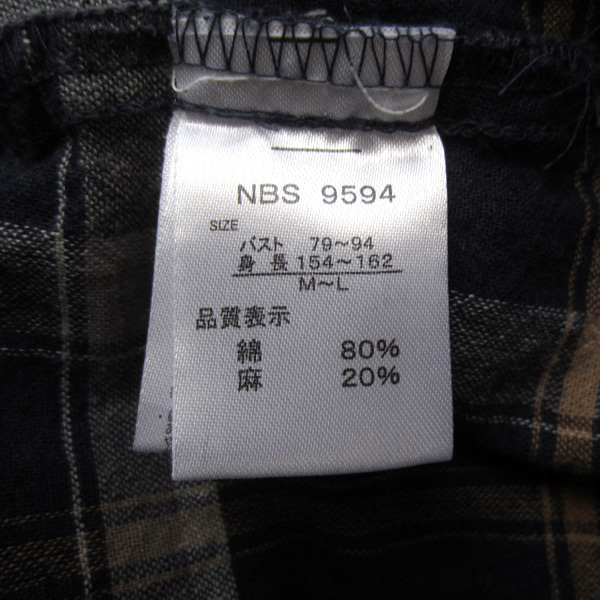 NBS 9594
SIZE
バスト 79～94
身長 154～162
M～L
品質表示
綿 80%
麻 20%